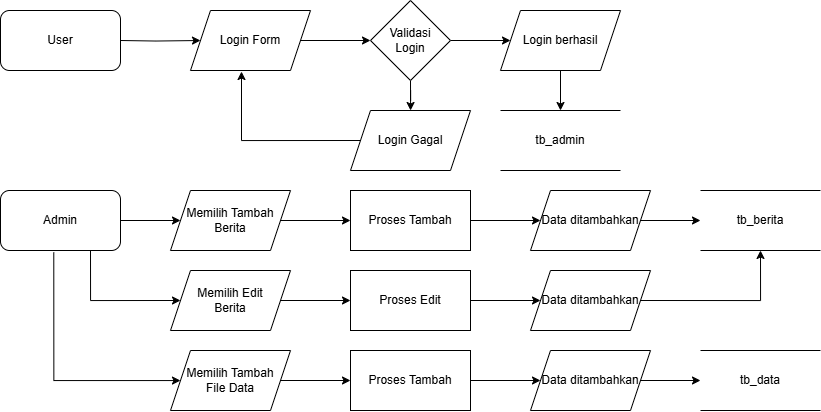 User
Login Form
Validasi
Login
Login berhasil
Login Gagal
tb_admin
Admin
Memilih Tambah
Berita
Proses Tambah
Data ditambahkan
tb_berita
Memilih Edit
Berita
Proses Edit
Data ditambahkan
Memilih Tambah
File Data
Proses Tambah
Data ditambahkan
tb_data